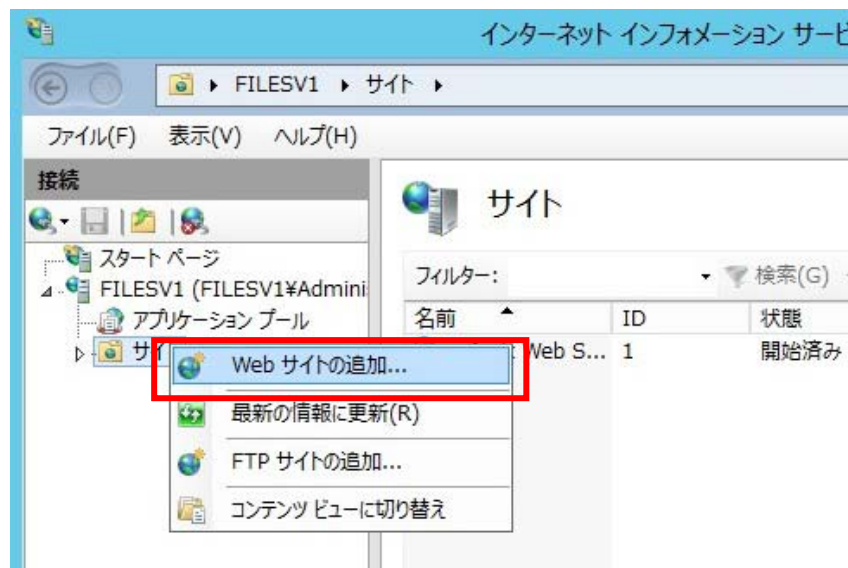 インターネット インフォメーション サービ
FILESV1 サイト
ファイル(F) 表示(V) ヘルプ(H)
接続
サイト
スタート ページ
FILESV1 (FILESV1¥Admini
アプリケーション プール
サイ
フィルター: 検索(G)
名前 ID 状態
Web S... 1 開始済み
Web サイトの追加...
最新の情報に更新(R)
FTP サイトの追加...
コンテンツ ビューに切り替え